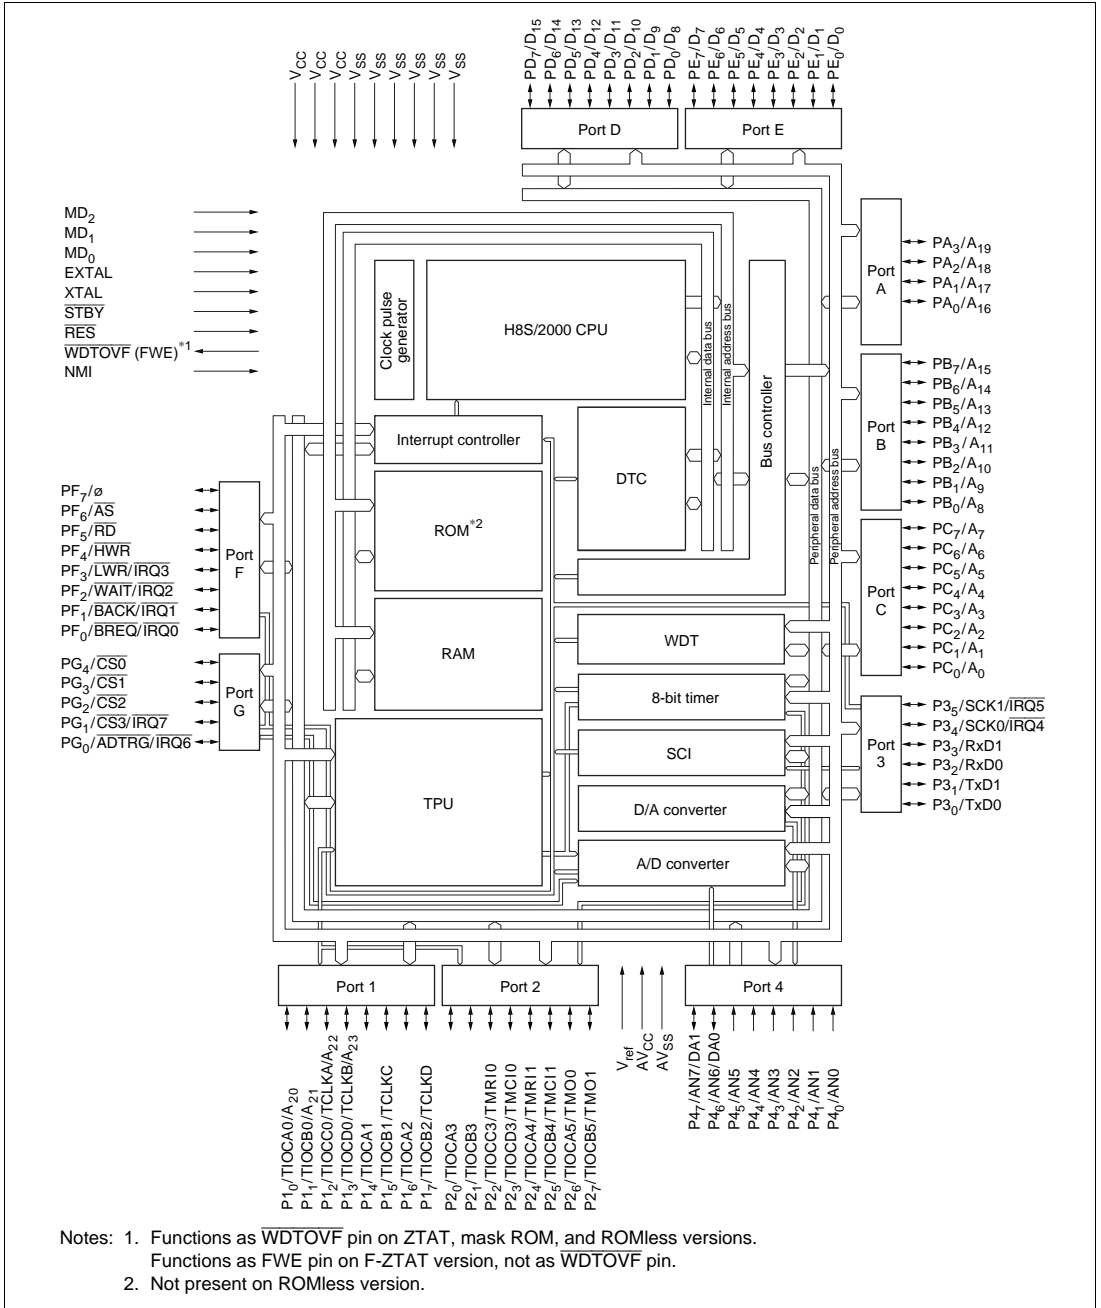 VCC
VCC
VCC
VSS
VSS
VSS
VSS
VSS
VSS
PD7/D15
PD6/D14
PD5/D13
PD4/D12
PD3/D11
PD2/D10
PD1/D9
PD0/D8
PE7/D7
PE6/D6
PE5/D5
PE4/D4
PE3/D3
PE2/D2
PE1/D1
PE0/D0
Port D
Port E
MD2
MD1
MD0
EXTAL
XTAL
STBY
RES
WDTOVF (FWE)*1
NMI
Clock pulse generator
H8S/2000 CPU
Internal data bus
Internal address bus
Bus controller
Port A
PA3/A19
PA2/A18
PA1/A17
PA0/A16
Interrupt controller
DTC
Peripheral data bus
Peripheral address bus
Port B
PB7/A15
PB6/A14
PB5/A13
PB4/A12
PB3/A11
PB2/A10
PB1/A9
PB0/A8
PF7/ø
PF6/AS
PF5/RD
PF4/HWR
PF3/LWR/IRQ3
PF2/WAIT/IRQ2
PF1/BACK/IRQ1
PF0/BREQ/IRQ0
Port F
ROM*2
Port C
PC7/A7
PC6/A6
PC5/A5
PC4/A4
PC3/A3
PC2/A2
PC1/A1
PC0/A0
PG4/CS0
PG3/CS1
PG2/CS2
PG1/CS3/IRQ7
PG0/ADTRG/IRQ6
Port G
RAM
WDT
8-bit timer
SCI
D/A converter
A/D converter
TPU
Port 3
P35/SCK1/IRQ5
P34/SCK0/IRQ4
P33/RxD1
P32/RxD0
P31/TxD1
P30/TxD0
Port 1
Port 2
Port 4
P10/TIOCA0/A20
P11/TIOCB0/A21
P12/TIOCC0/TCLKA/A22
P13/TIOCD0/TCLKB/A23
P14/TIOCA1
P15/TIOCB1/TCLKC
P16/TIOCA2
P17/TIOCB2/TCLKD
P20/TIOCA3
P21/TIOCB3
P22/TIOCC3/TMRI0
P23/TIOCD3/TMCI0
P24/TIOCA4/TMRI1
P25/TIOCB4/TMCI1
P26/TIOCA5/TMO0
P27/TIOCB5/TMO1
Vref
AVCC
AVSS
P47/AN7/DA1
P46/AN6/DA0
P45/AN5
P44/AN4
P43/AN3
P42/AN2
P41/AN1
P40/AN0
Notes: 1. Functions as WDTOVF pin on ZTAT, mask ROM, and ROMless versions.
Functions as FWE pin on F-ZTAT version, not as WDTOVF pin.
2. Not present on ROMless version.